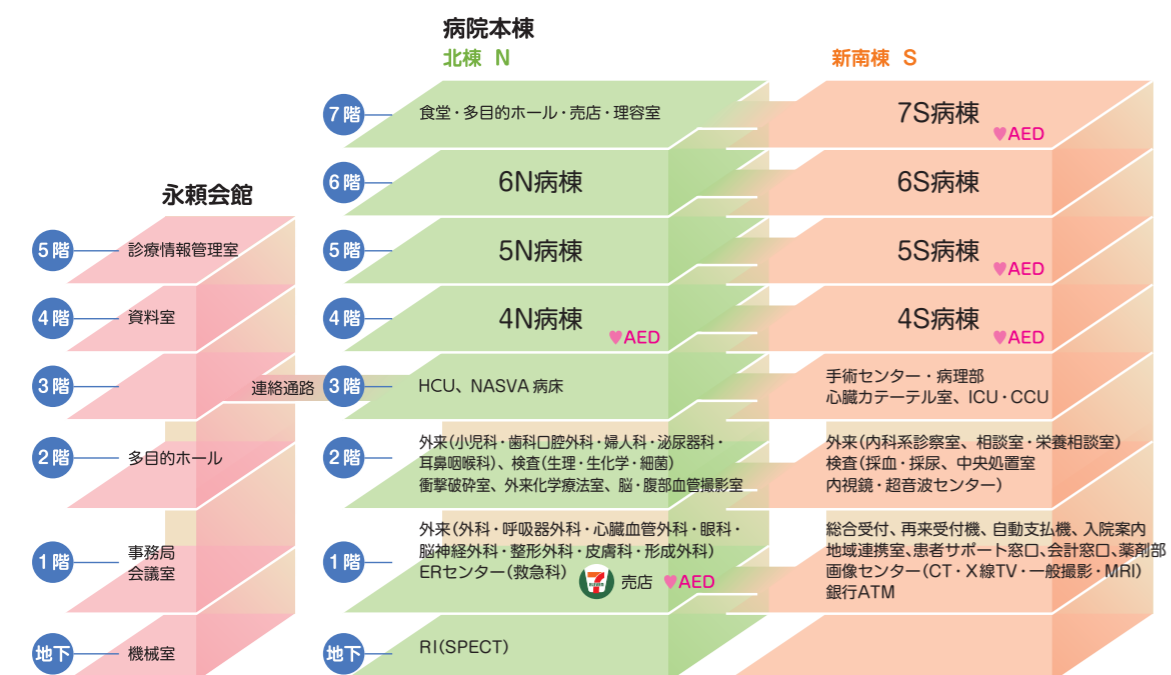 病院本棟
北棟 N
新南棟 S
7階
食堂・多目的ホール・売店・理容室
7S病棟
♥AED
6階
6N病棟
6S病棟
永頼会館
5階
診療情報管理室
5階
5N病棟
5S病棟
♥AED
4階
資料室
4階
4N病棟
♥AED
4S病棟
♥AED
3階
連絡通路
3階
HCU、NASVA病床
手術センター・病理部
心臓カテーテル室、ICU・CCU
2階
多目的ホール
2階
外来(小児科・歯科口腔外科・婦人科・泌尿器科・
耳鼻咽喉科)、検査(生理・生化学・細菌)
衝撃破砕室、外来化学療法室、脳・腹部血管撮影室
外来(内科系診察室、相談室・栄養相談室)
検査(採血・採尿、中央処置室
内視鏡・超音波センター)
1階
事務局
会議室
1階
外来(外科・呼吸器外科・心臓血管外科・眼科・
脳神経外科・整形外科・皮膚科・形成外科)
ERセンター(救急科)
7
ELEVEN
売店
♥AED
総合受付、再来受付機、自動支払機、入院案内
地域連携室、患者サポート窓口、会計窓口、薬剤部
画像センター(CT・X線TV・一般撮影・MRI)
銀行ATM
地下
機械室
地下
RI(SPECT)